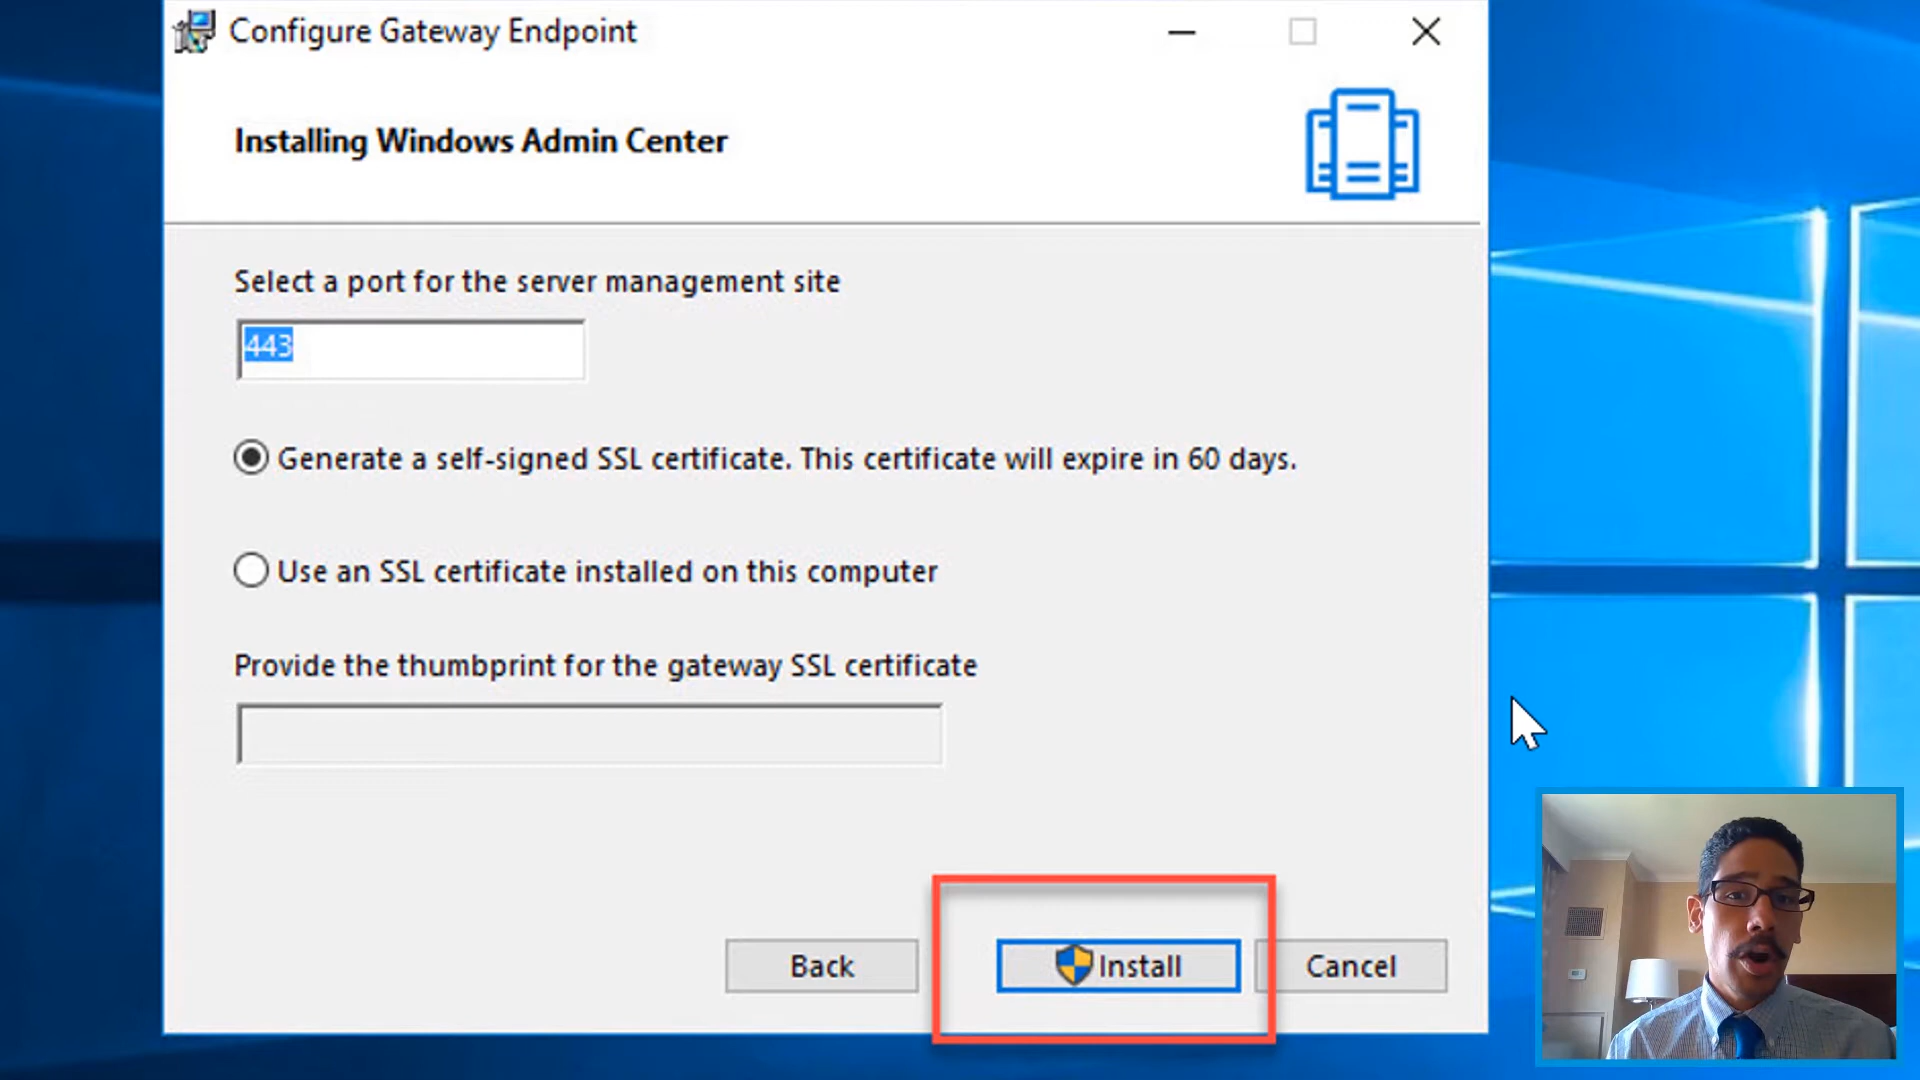 Configure Gateway Endpoint
Installing Windows Admin Center
Select a port for the server management site
443
Generate a self-signed SSL certificate. This certificate will expire in 60 days.
Use an SSL certificate installed on this computer
Provide the thumbprint for the gateway SSL certificate
Back
Install
Cancel